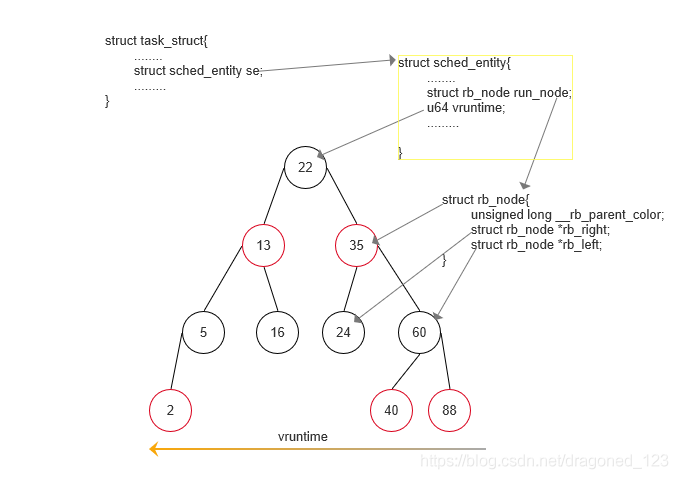 struct task_struct{
........
struct sched_entity se;
.........
}
struct sched_entity{
........
struct rb_node run_node;
u64 vruntime;
.........
}
22
struct rb_node{
unsigned long __rb_parent_color;
struct rb_node *rb_right;
struct rb_node *rb_left;
}
13
35
5
16
24
60
2
40
88
vruntime
https://blog.csdn.net/dragoned_123